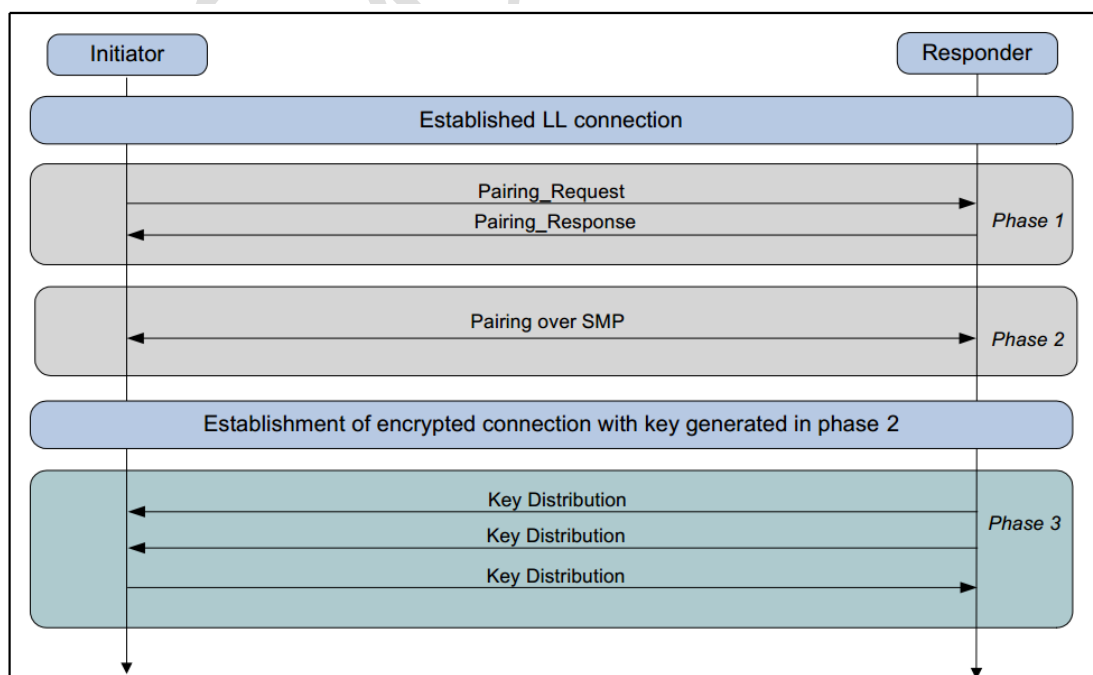 Initiator
Responder
Established LL connection
Pairing_Request
Pairing_Response
Phase 1
Pairing over SMP
Phase 2
Establishment of encrypted connection with key generated in phase 2
Key Distribution
Phase 3
Key Distribution
Key Distribution